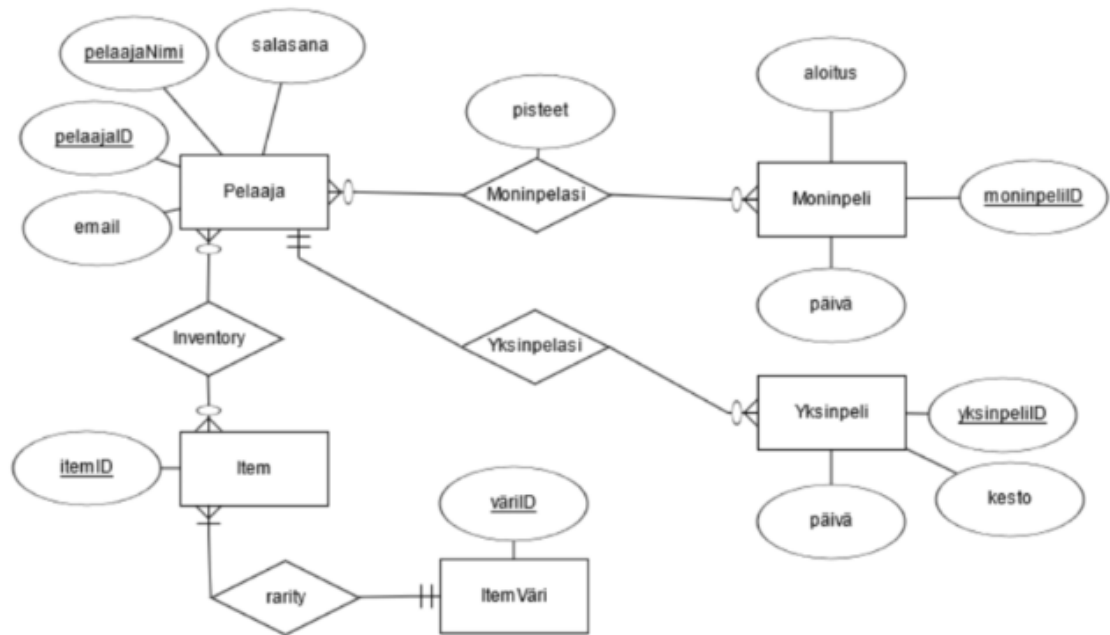 pelaajaNimi
salasana
aloitus
pisteet
pelaajaID
Pelaaja
Moninpelasi
Moninpeli
moninpeliID
email
päivä
Inventory
Yksinpelasi
Yksinpeli
yksinpeliID
itemID
Item
väriID
päivä
kesto
rarity
ItemVäri